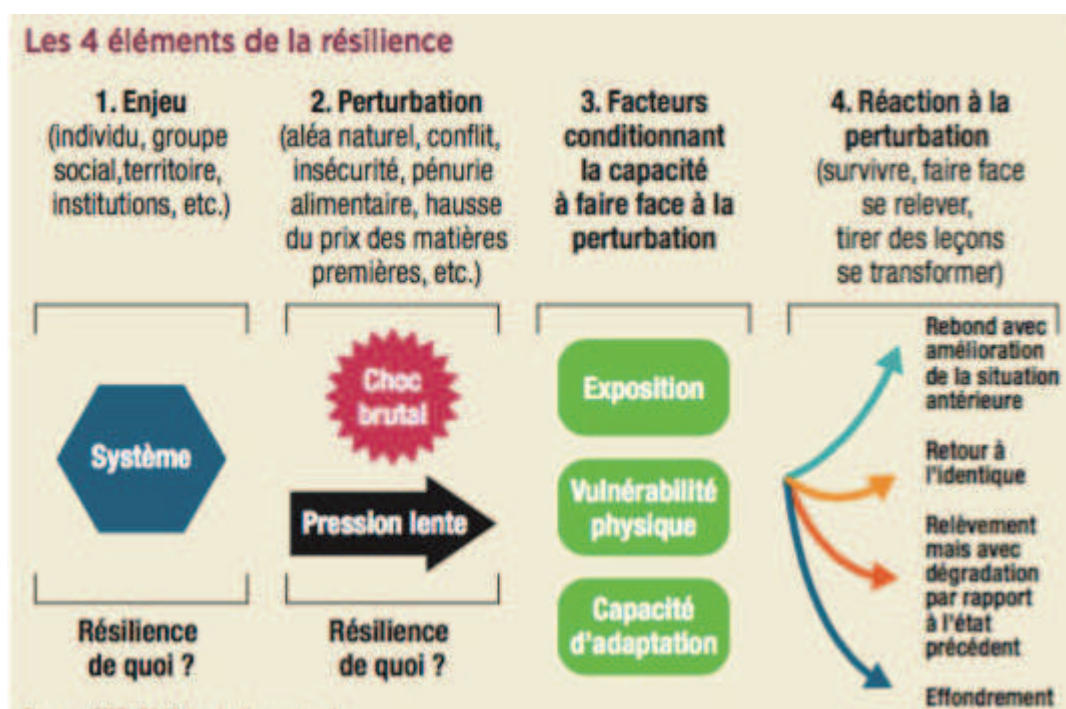 Les 4 éléments de la résilience
1. Enjeu
(individu, groupe
social,territoire,
institutions, etc.)
2. Perturbation
(aléa naturel, conflit,
insécurité, pénurie
alimentaire, hausse
du prix des matières
premières, etc.)
3. Facteurs
conditionnant
la capacité
à faire face à la
perturbation
4. Réaction à la
perturbation
(survivre, faire face
se relever,
tirer des leçons
se transformer)
Système
Résilience
de quoi ?
Choc
brutal
Pression lente
Résilience
de quoi ?
Exposition
Vulnérabilité
physique
Capacité
d'adaptation
Rebond avec
amélioration
de la situation
antérieure
Retour à
l'identique
Relèvement
mais avec
dégradation
par rapport
à l'état
précédent
Effondrement